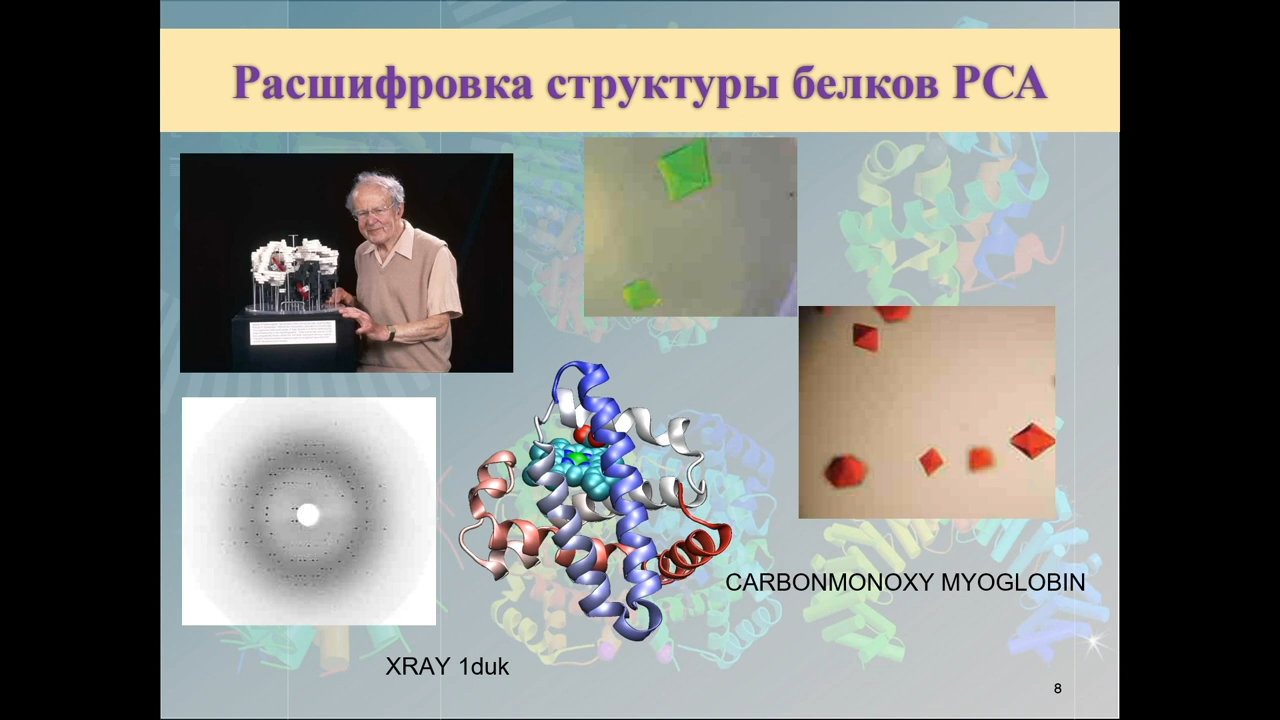 Расшифровка структуры белков РСА
CARBONMONOXY MYOGLOBIN
XRAY 1duk
8